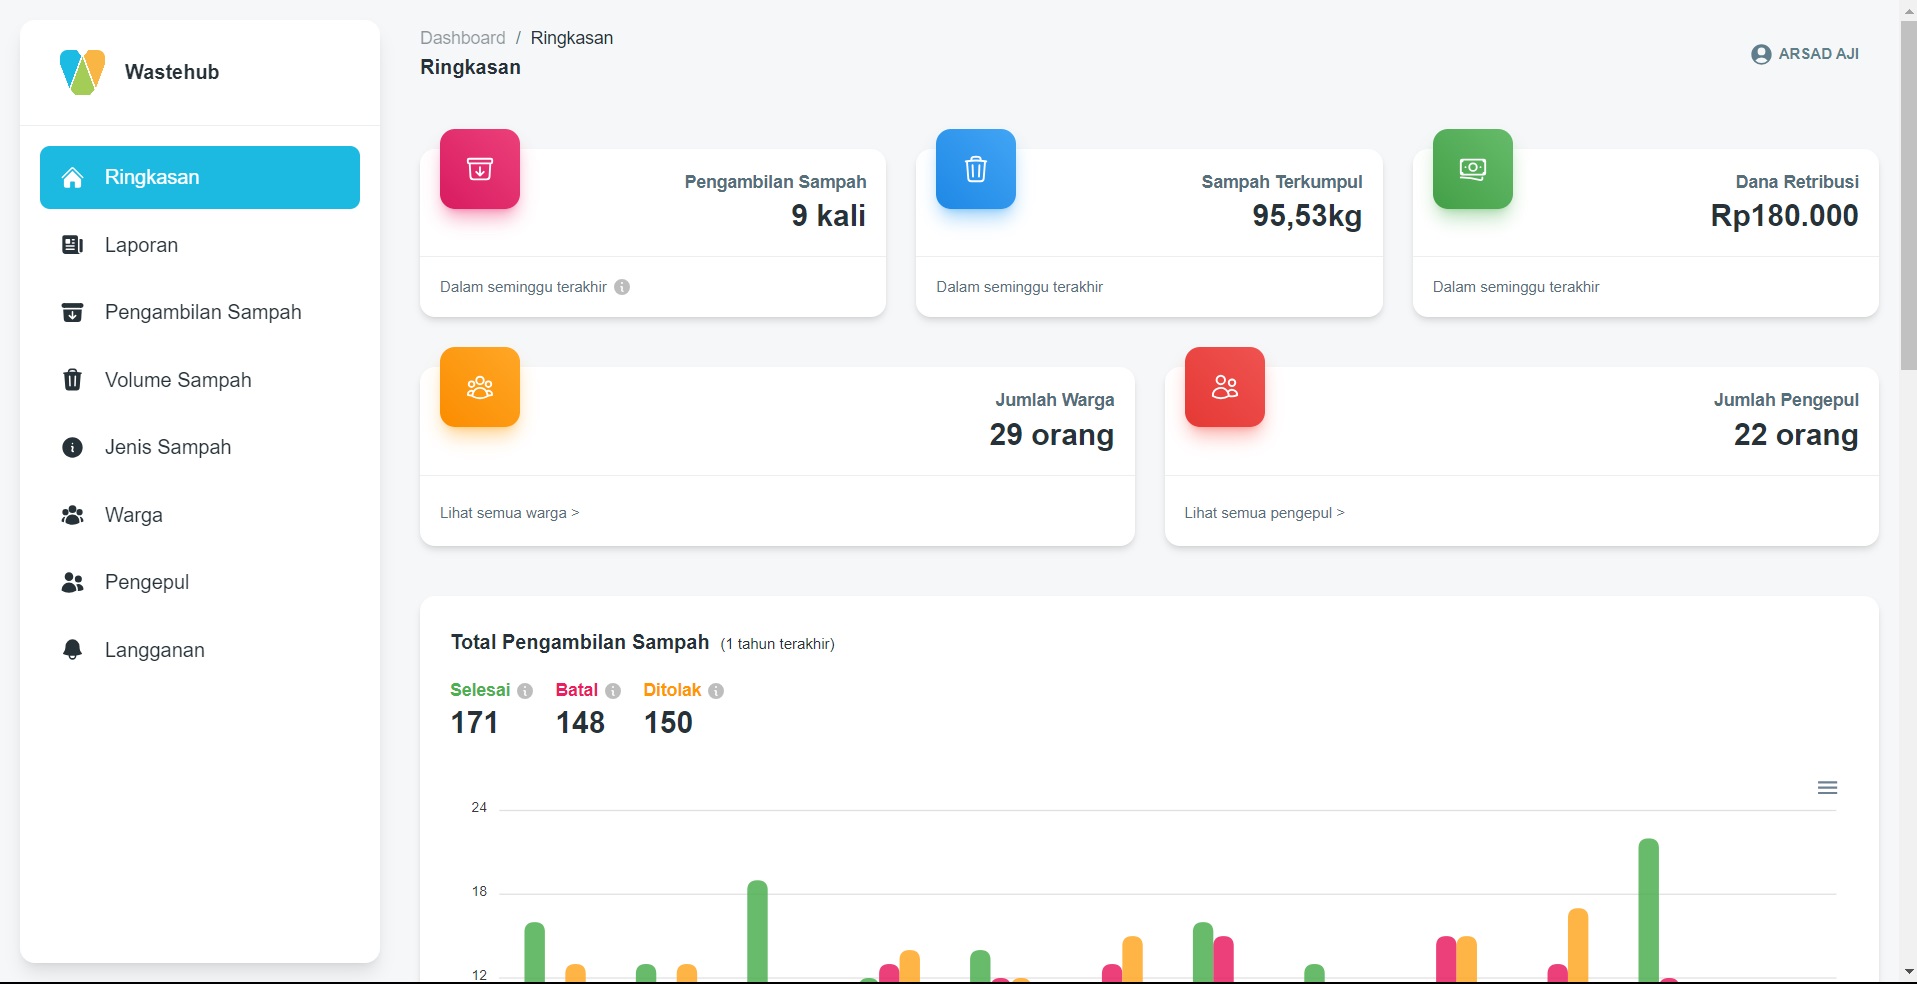 Wastehub
Ringkasan
Laporan
Pengambilan Sampah
Volume Sampah
Jenis Sampah
Warga
Pengepul
Langganan
Dashboard / Ringkasan
Ringkasan
ARSAD AJI
Pengambilan Sampah
9 kali
Dalam seminggu terakhir
Sampah Terkumpul
95,53kg
Dalam seminggu terakhir
Dana Retribusi
Rp180.000
Dalam seminggu terakhir
Jumlah Warga
29 orang
Lihat semua warga >
Jumlah Pengepul
22 orang
Lihat semua pengepul >
Total Pengambilan Sampah (1 tahun terakhir)
Selesai Batal Ditolak
171 148 150
24
18
12